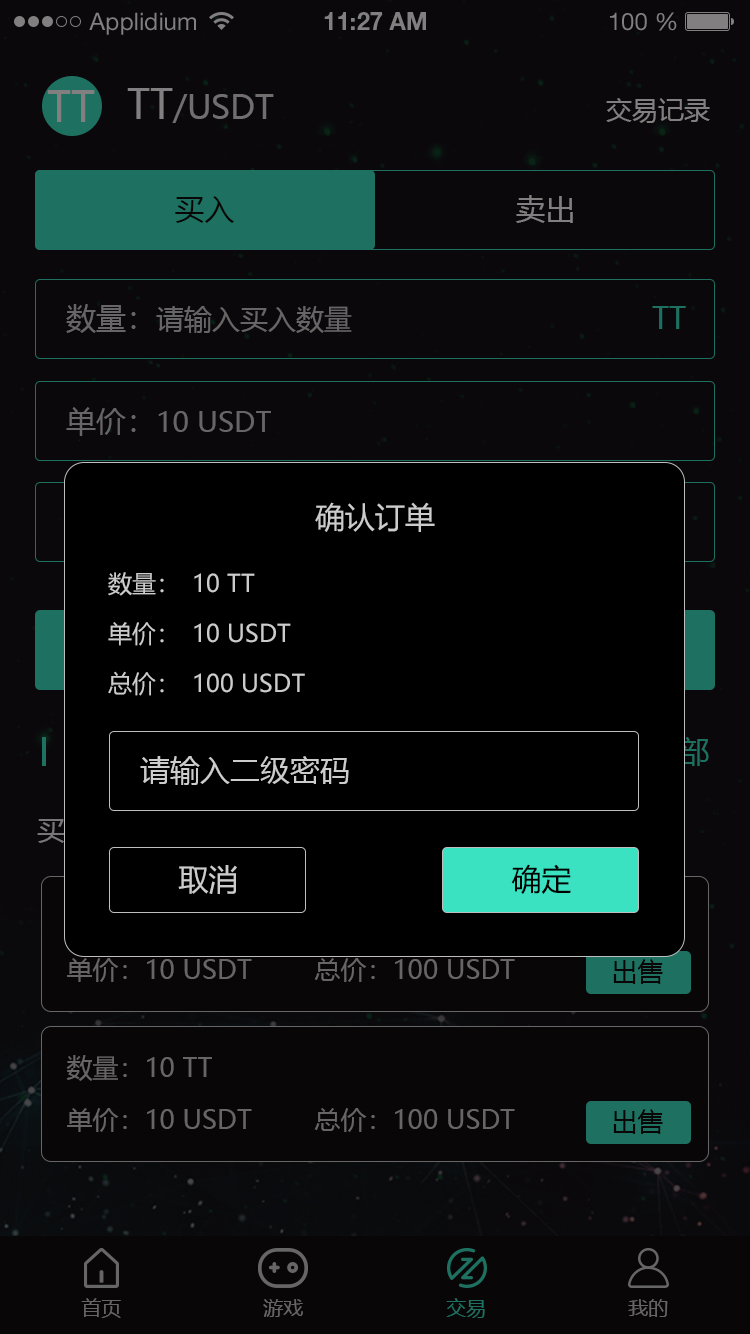 Applidium 11:27 AM 100 %
TT TT/USDT 交易记录
买入 卖出
数量：请输入买入数量 TT
单价：10 USDT
确认订单
数量： 10 TT
单价： 10 USDT
总价： 100 USDT
请输入二级密码
部
买
取消 确定
单价：10 USDT 总价：100 USDT 出售
数量：10 TT
单价：10 USDT 总价：100 USDT 出售
首页 游戏 交易 我的